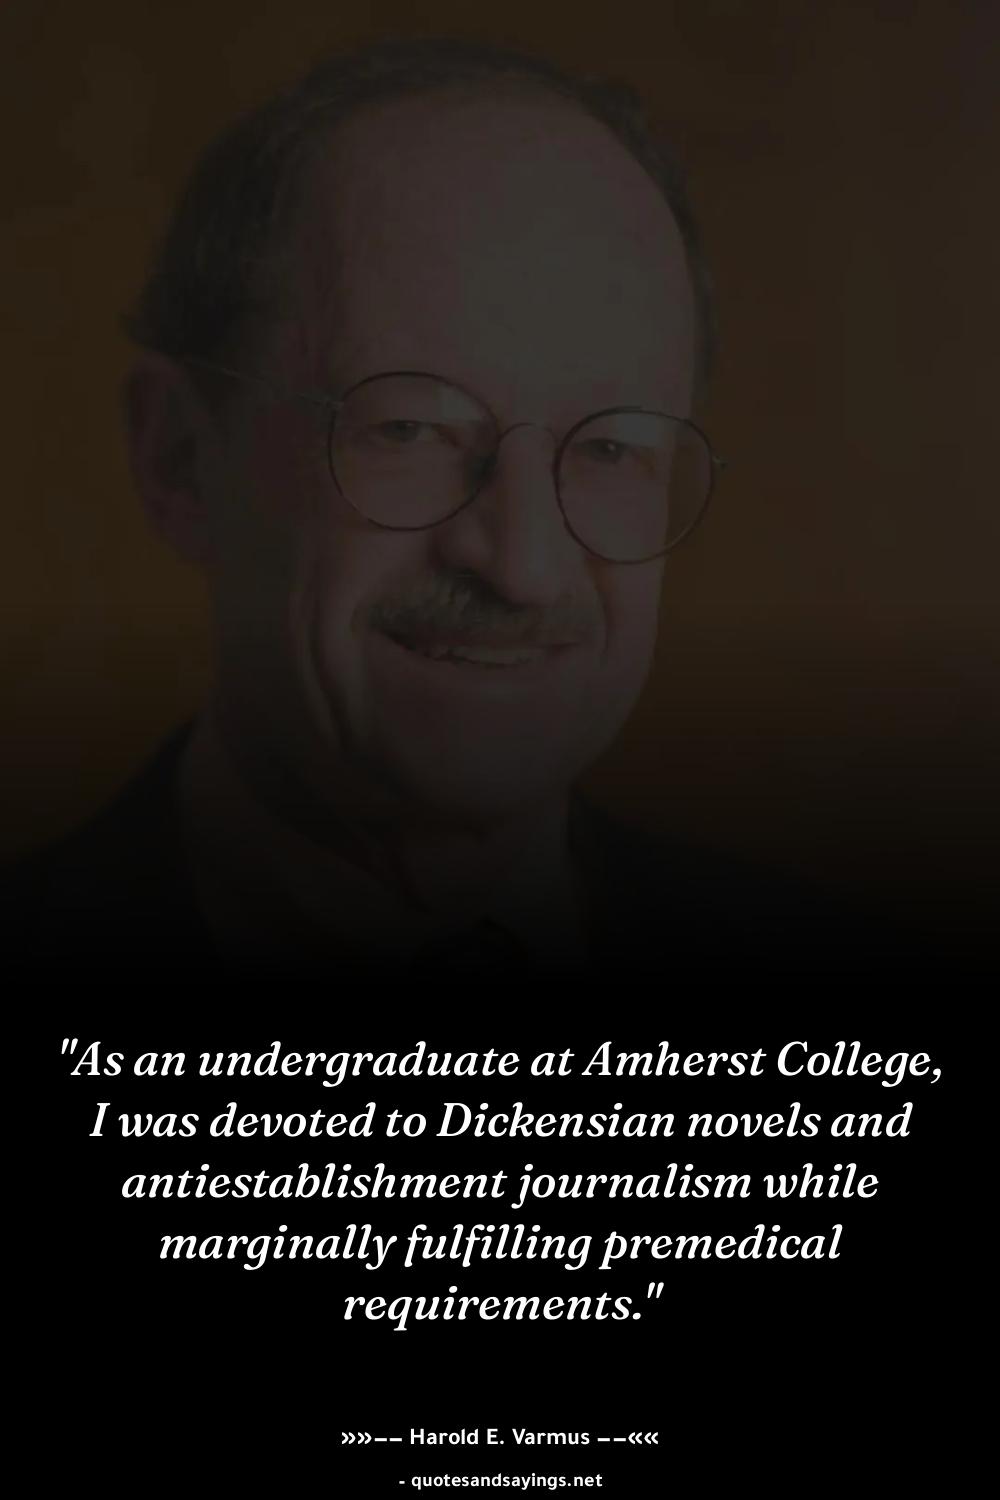 "As an undergraduate at Amherst College,
I was devoted to Dickensian novels and
antiestablishment journalism while
marginally fulfilling premedical
requirements."
»»−− Harold E. Varmus −−««
- quotesandsayings.net